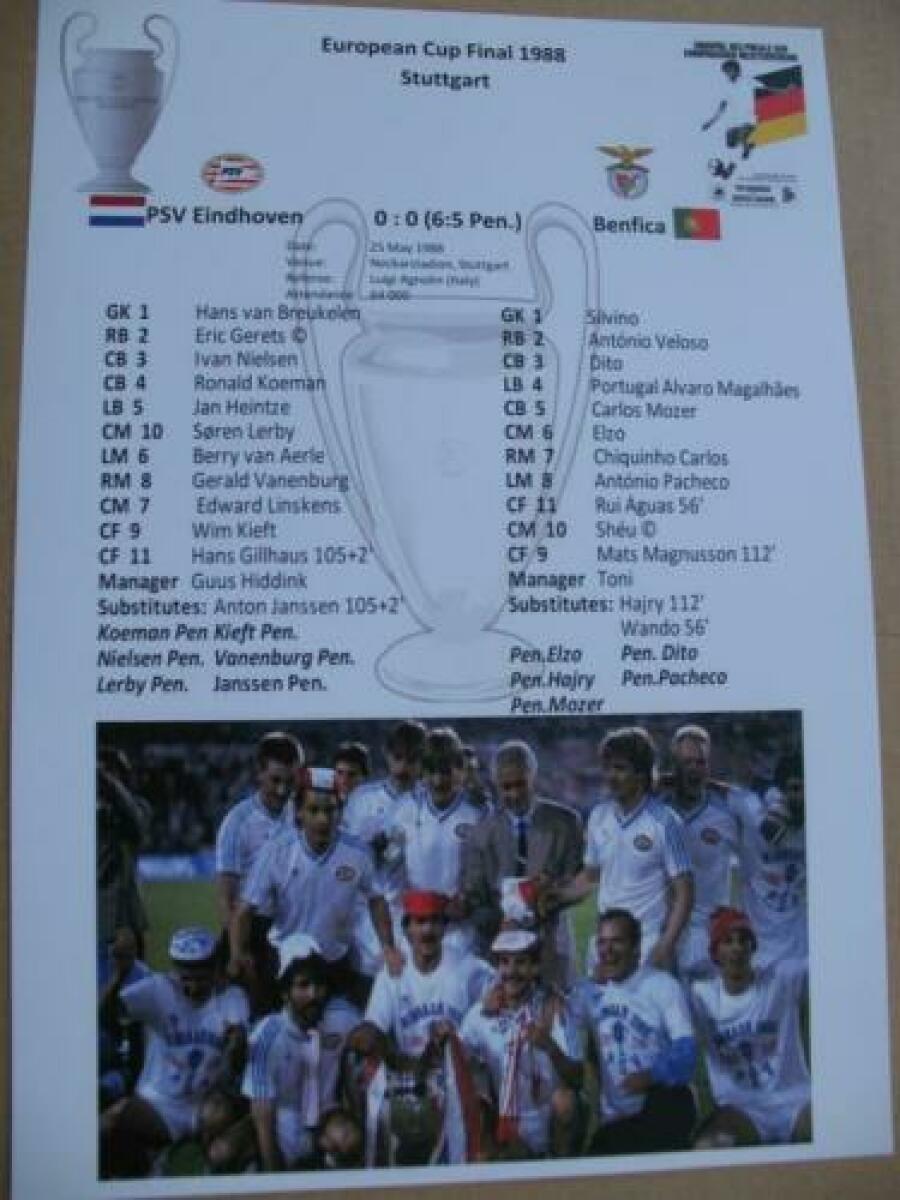 European Cup Final 1988
Stuttgart
PSV
PSV Eindhoven 0 : 0 (6:5 Pen.) Benfica
Date: 25 May 1988
Venue: Neckarstadion, Stuttgart
Referee: Luigi Agnolin (Italy)
Attendance: 64 000
GK 1 Hans van Breukelen
RB 2 Eric Gerets ©
CB 3 Ivan Nielsen
CB 4 Ronald Koeman
LB 5 Jan Heintze
CM 10 Søren Lerby
LM 6 Berry van Aerle
RM 8 Gerald Vanenburg
CM 7 Edward Linskens
CF 9 Wim Kieft
CF 11 Hans Gillhaus 105+2'
Manager Guus Hiddink
Substitutes: Anton Janssen 105+2'
Koeman Pen Kieft Pen.
Nielsen Pen. Vanenburg Pen.
Lerby Pen. Janssen Pen.
GK 1 Silvino
RB 2 António Veloso
CB 3 Dito
LB 4 Portugal Alvaro Magalhães
CB 5 Carlos Mozer
CM 6 Elzo
RM 7 Chiquinho Carlos
LM 8 António Pacheco
CF 11 Rui Águas 56'
CM 10 Shéu ©
CF 9 Mats Magnusson 112'
Manager Toni
Substitutes: Hajry 112'
Wando 56'
Pen.Elzo Pen. Dito
Pen.Hajry Pen.Pacheco
Pen.Mozer